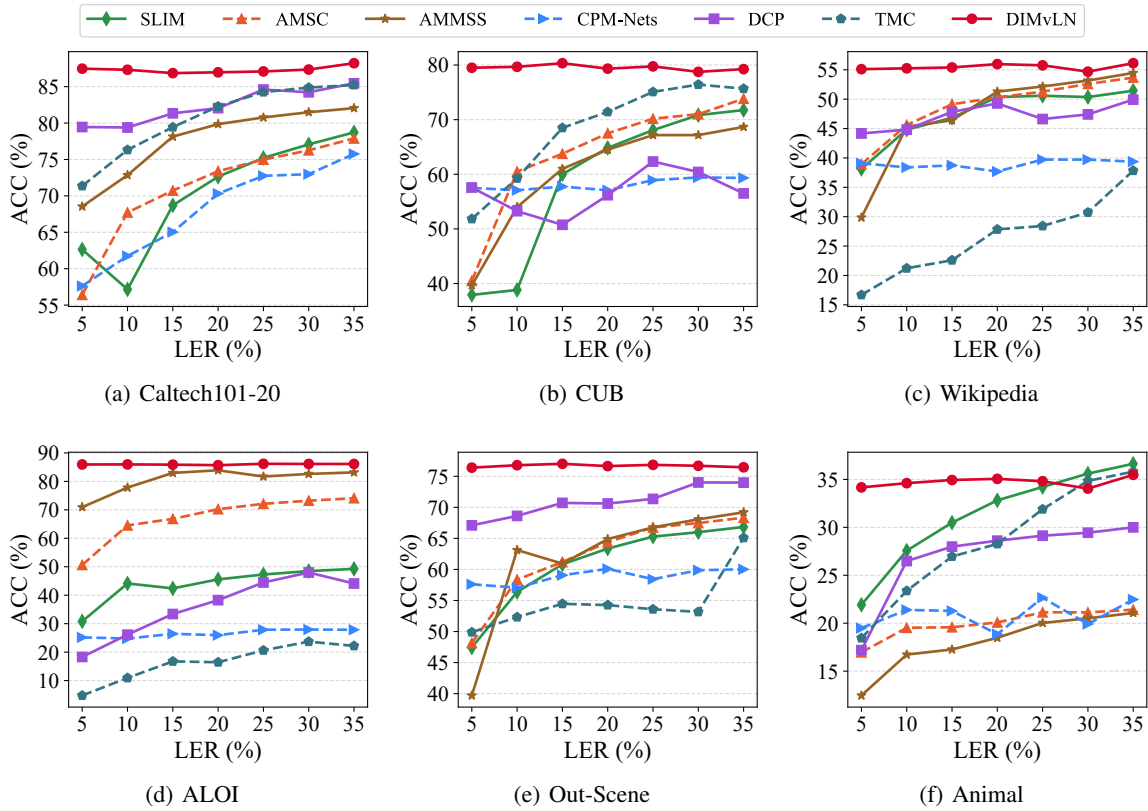 SLIM AMSC AMMSS CPM-Nets DCP TMC DIMvLN
ACC (%)
85
80
75
70
65
60
55
5 10 15 20 25 30 35
LER (%)
(a) Caltech101-20
ACC (%)
80
70
60
50
40
5 10 15 20 25 30 35
LER (%)
(b) CUB
ACC (%)
55
50
45
40
35
30
25
20
15
5 10 15 20 25 30 35
LER (%)
(c) Wikipedia
ACC (%)
90
80
70
60
50
40
30
20
10
5 10 15 20 25 30 35
LER (%)
(d) ALOI
ACC (%)
75
70
65
60
55
50
45
40
5 10 15 20 25 30 35
LER (%)
(e) Out-Scene
ACC (%)
35
30
25
20
15
5 10 15 20 25 30 35
LER (%)
(f) Animal